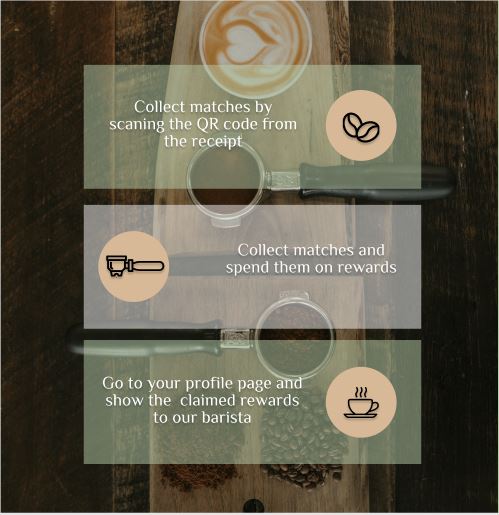 Collect matches by
scaning the QR code from
the receipt
Collect matches and
spend them on rewards
Go to your profile page and
show the claimed rewards
to our barista